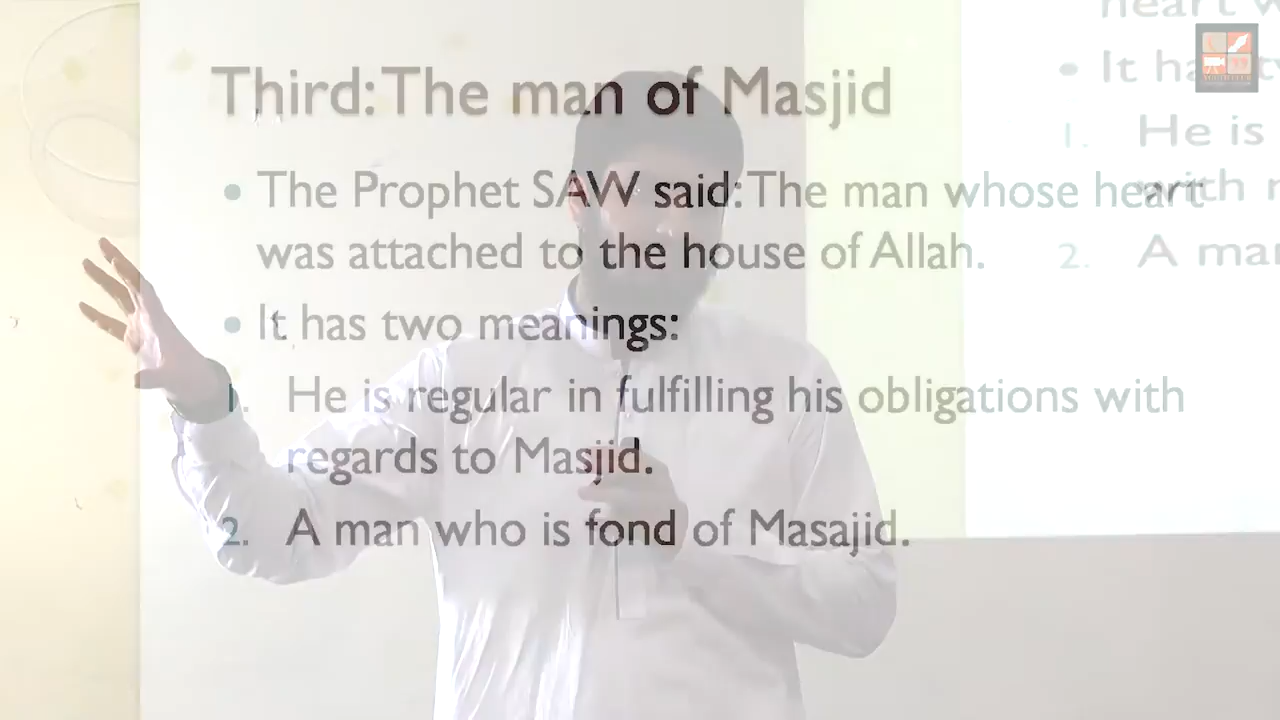 Third: The man of Masjid
• The Prophet SAW said: The man whose heart
was attached to the house of Allah.
• It has two meanings:
1. He is regular in fulfilling his obligations with
regards to Masjid.
2. A man who is fond of Masajid.
heart
• It
1. He is
with
2. A